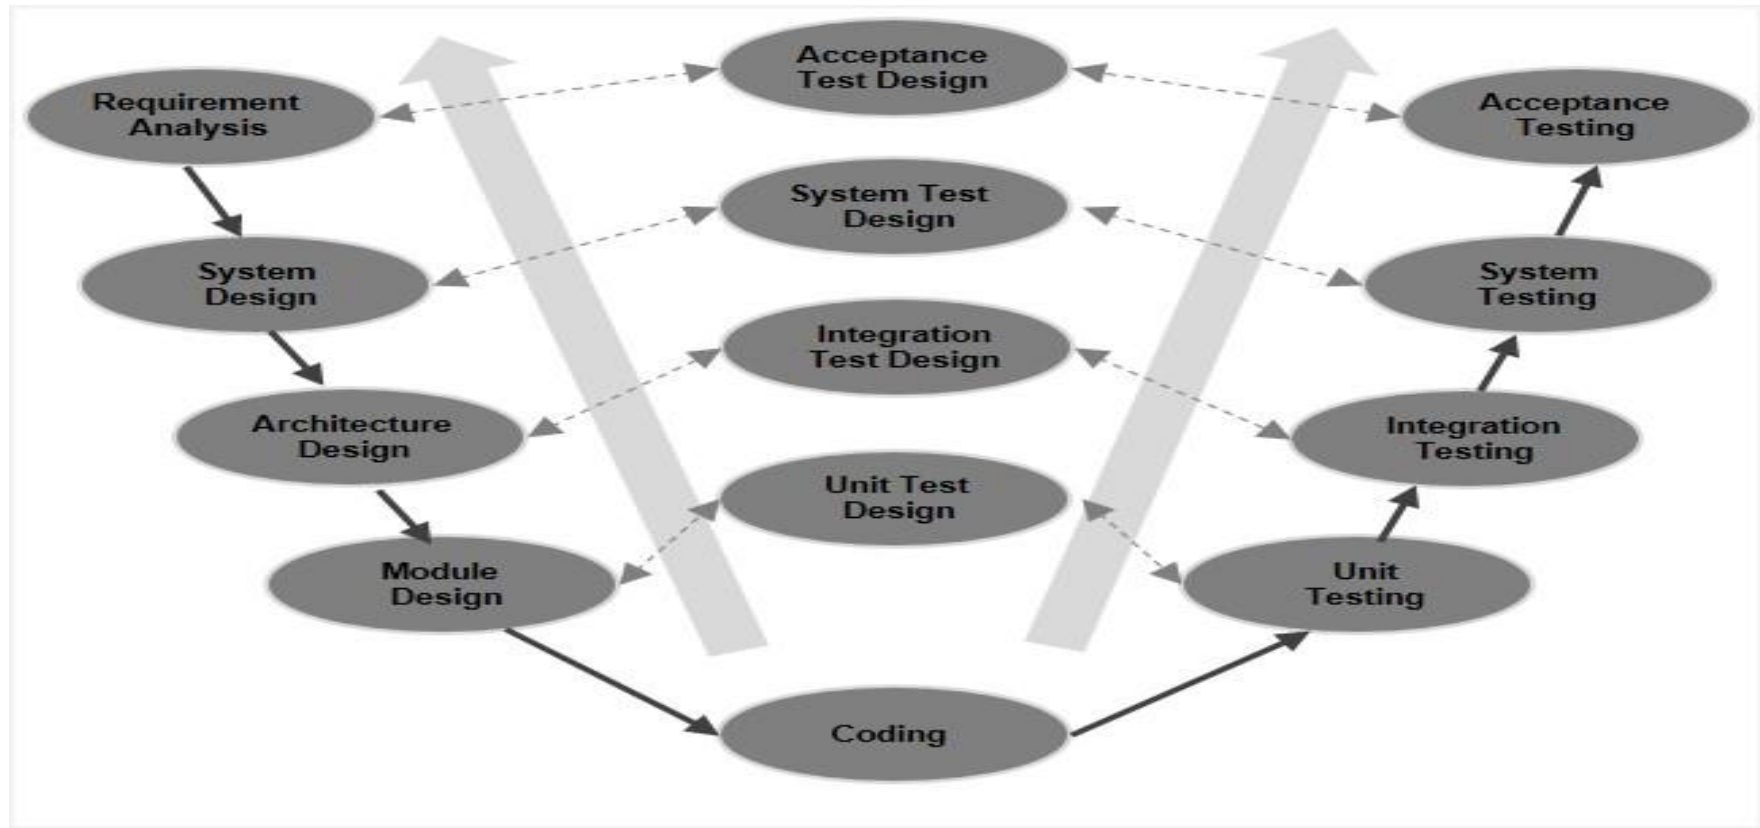 Acceptance
Test Design
Requirement
Analysis
Acceptance
Testing
System Test
Design
System
Design
System
Testing
Integration
Test Design
Architecture
Design
Integration
Testing
Unit Test
Design
Module
Design
Unit
Testing
Coding